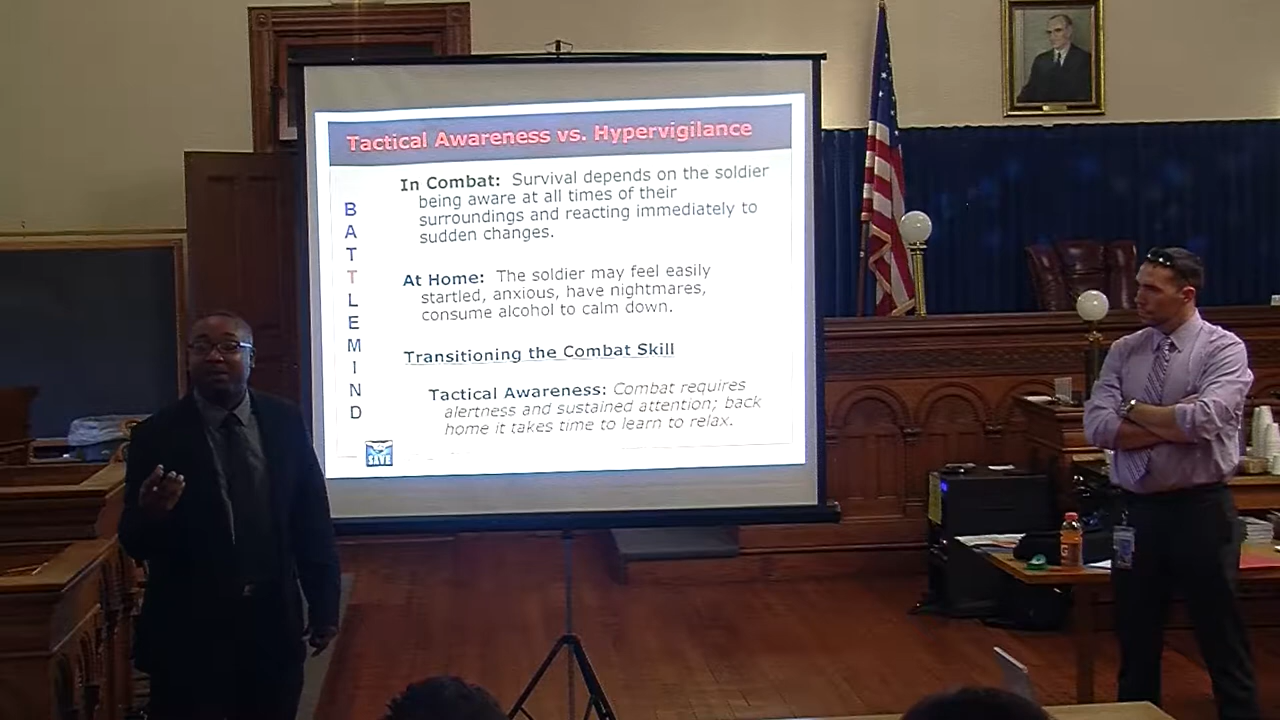 Tactical Awareness vs. Hypervigilance
BATTLEMIND
In Combat: Survival depends on the soldier
being aware at all times of their
surroundings and reacting immediately to
sudden changes.
At Home: The soldier may feel easily
startled, anxious, have nightmares,
consume alcohol to calm down.
Transitioning the Combat Skill
Tactical Awareness: Combat requires
alertness and sustained attention; back
home it takes time to learn to relax.
SAVE
G